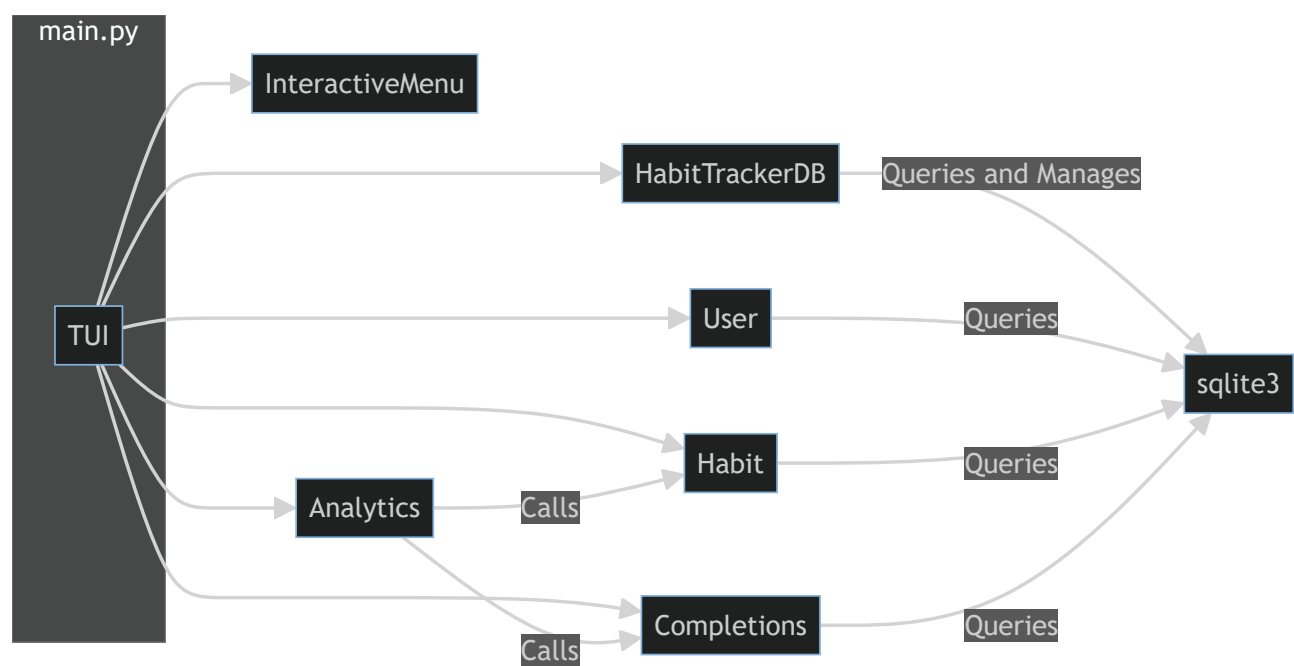 main.py
InteractiveMenu
HabitTrackerDB
Queries and Manages
TUI
User
Queries
sqlite3
Habit
Queries
Analytics
Calls
Completions
Queries
Calls